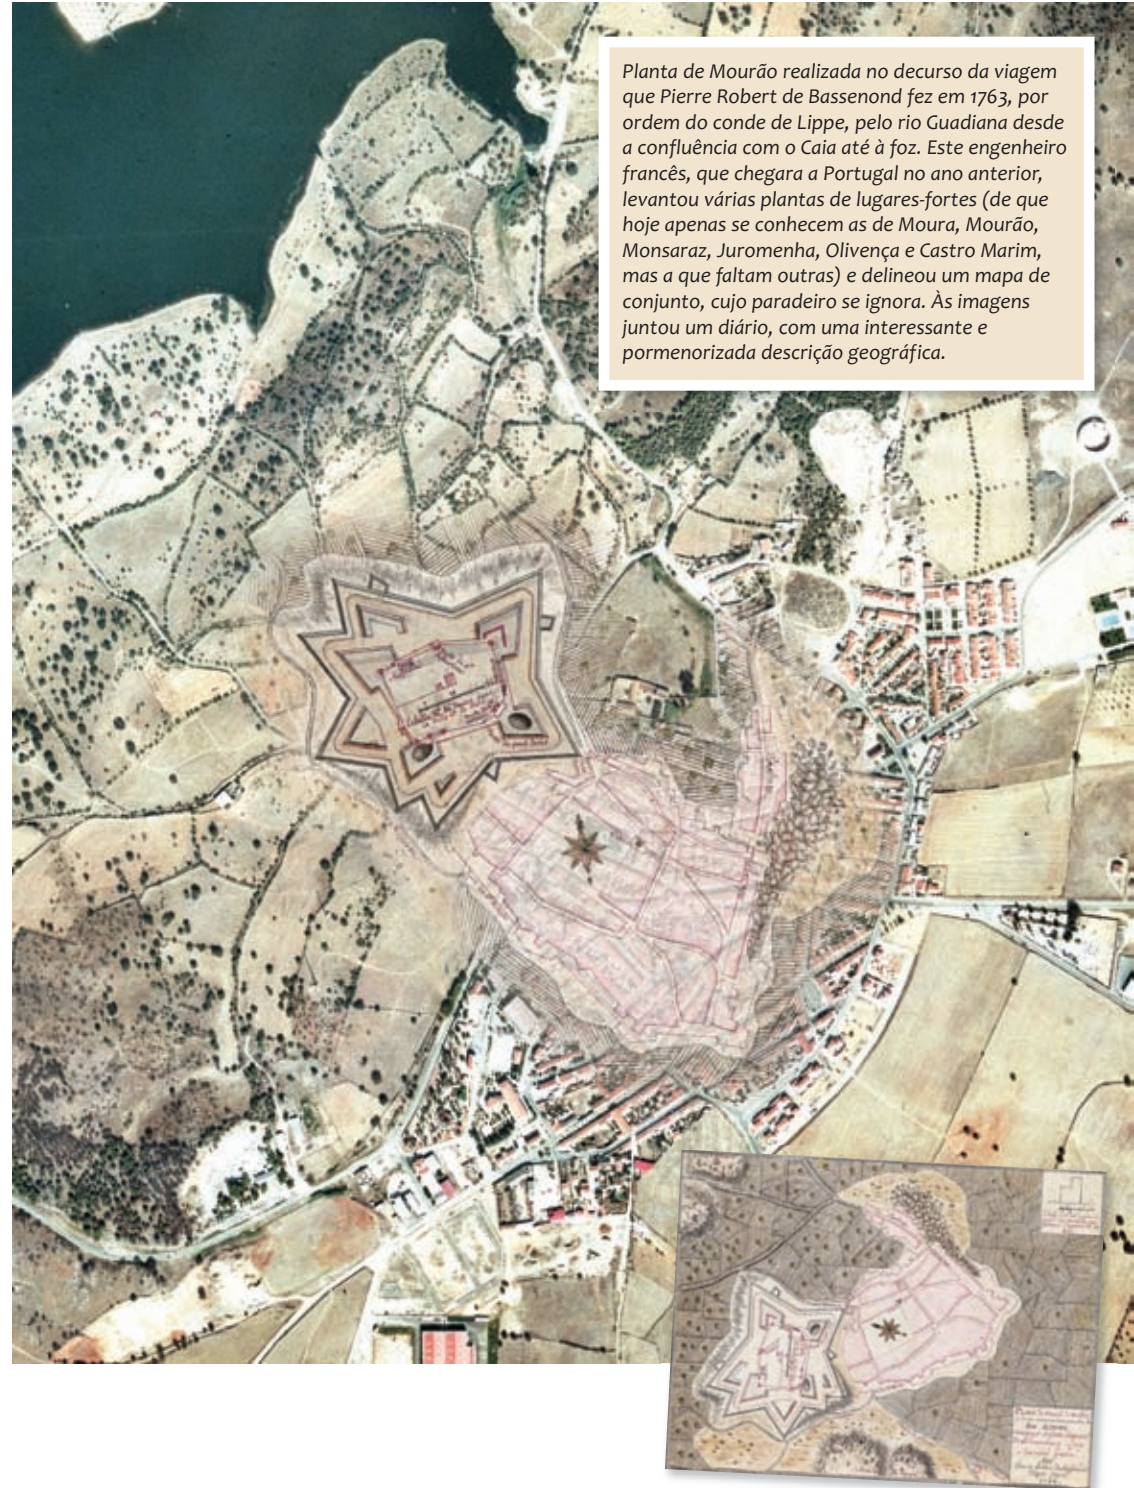 Planta de Mourão realizada no decurso da viagem
que Pierre Robert de Bassenond fez em 1763, por
ordem do conde de Lippe, pelo rio Guadiana desde
a confluência com o Caia até à foz. Este engenheiro
francês, que chegara a Portugal no ano anterior,
levantou várias plantas de lugares-fortes (de que
hoje apenas se conhecem as de Moura, Mourão,
Monsaraz, Juromenha, Olivença e Castro Marim,
mas a que faltam outras) e delineou um mapa de
conjunto, cujo paradeiro se ignora. Às imagens
juntou um diário, com uma interessante e
pormenorizada descrição geográfica.